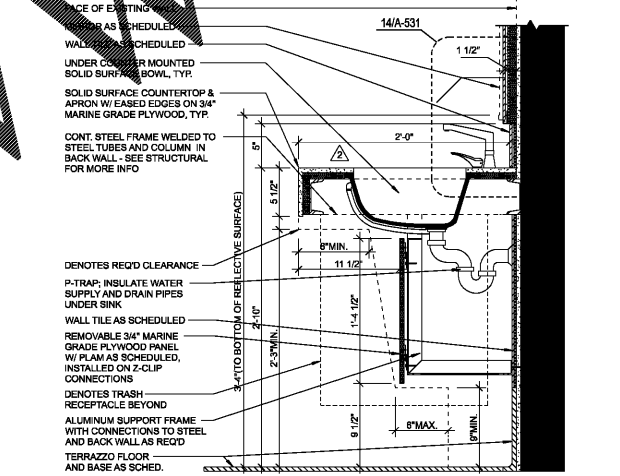 FACE OF EXISTING WALL
MIRROR AS SCHEDULED
WALL TILE AS SCHEDULED
UNDER COUNTER MOUNTED
SOLID SURFACE BOWL, TYP.
SOLID SURFACE COUNTERTOP &
APRON W/ EASED EDGES ON 3/4"
MARINE GRADE PLYWOOD, TYP.
CONT. STEEL FRAME WELDED TO
STEEL TUBES AND COLUMN IN
BACK WALL - SEE STRUCTURAL
FOR MORE INFO
DENOTES REQ'D CLEARANCE
P-TRAP; INSULATE WATER
SUPPLY AND DRAIN PIPES
UNDER SINK
WALL TILE AS SCHEDULED
REMOVABLE 3/4" MARINE
GRADE PLYWOOD PANEL
W/ PLAM AS SCHEDULED,
INSTALLED ON Z-CLIP
CONNECTIONS
DENOTES TRASH
RECEPTACLE BEYOND
ALUMINUM SUPPORT FRAME
WITH CONNECTIONS TO STEEL
AND BACK WALL AS REQ'D
TERRAZZO FLOOR
AND BASE AS SCHED.
14/A-531
1 1/2"
2'-0"
2
5"
5 1/2"
3'-4"(TO BOTTOM OF REFLECTIVE SURFACE)
2'-10"
2'-3"MIN.
8"MIN.
11 1/2"
1'-4 1/2"
9 1/2"
6"MAX.
9"MIN.